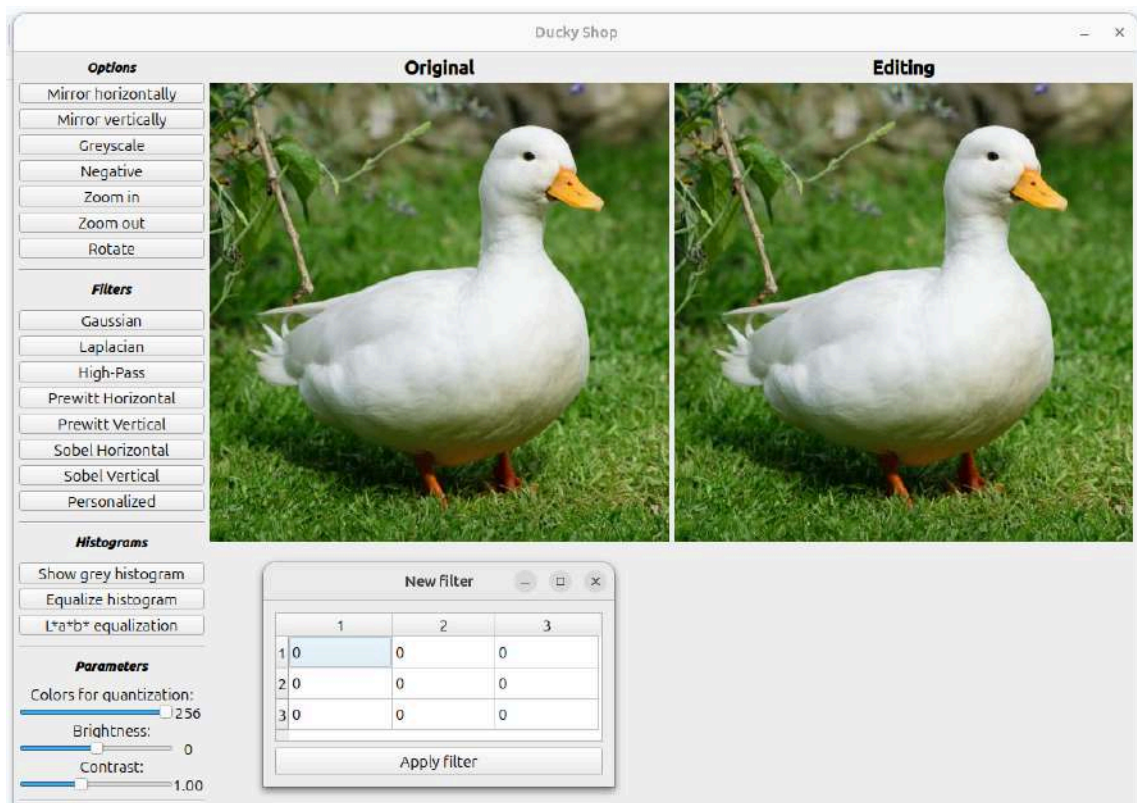 Ducky Shop
Options
Mirror horizontally
Mirror vertically
Greyscale
Negative
Zoom in
Zoom out
Rotate
Filters
Gaussian
Laplacian
High-Pass
Prewitt Horizontal
Prewitt Vertical
Sobel Horizontal
Sobel Vertical
Personalized
Histograms
Show grey histogram
Equalize histogram
L*a*b* equalization
Parameters
Colors for quantization:
256
Brightness:
0
Contrast:
1.00
Original
Editing
New filter
1 2 3
1 0 0 0
2 0 0 0
3 0 0 0
Apply filter